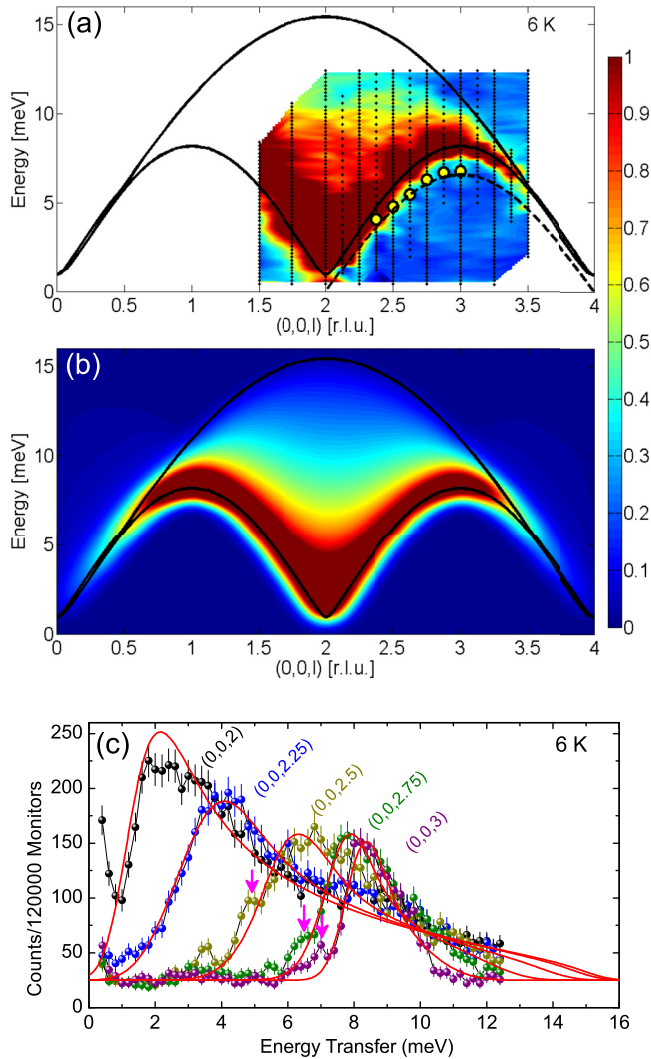 (a)
6 K
15
10
5
0
Energy [meV]
0 0.5 1 1.5 2 2.5 3 3.5 4
(0,0,l) [r.l.u.]
1
0.9
0.8
0.7
0.6
0.5
0.4
0.3
0.2
0.1
0
(b)
15
10
5
0
Energy [meV]
0 0.5 1 1.5 2 2.5 3 3.5 4
(0,0,l) [r.l.u.]
(c)
6 K
250
200
150
100
50
0
Counts/120000 Monitors
(0,0,2)
(0,0,2.25)
(0,0,2.5)
(0,0,2.75)
(0,0,3)
0 2 4 6 8 10 12 14 16
Energy Transfer (meV)